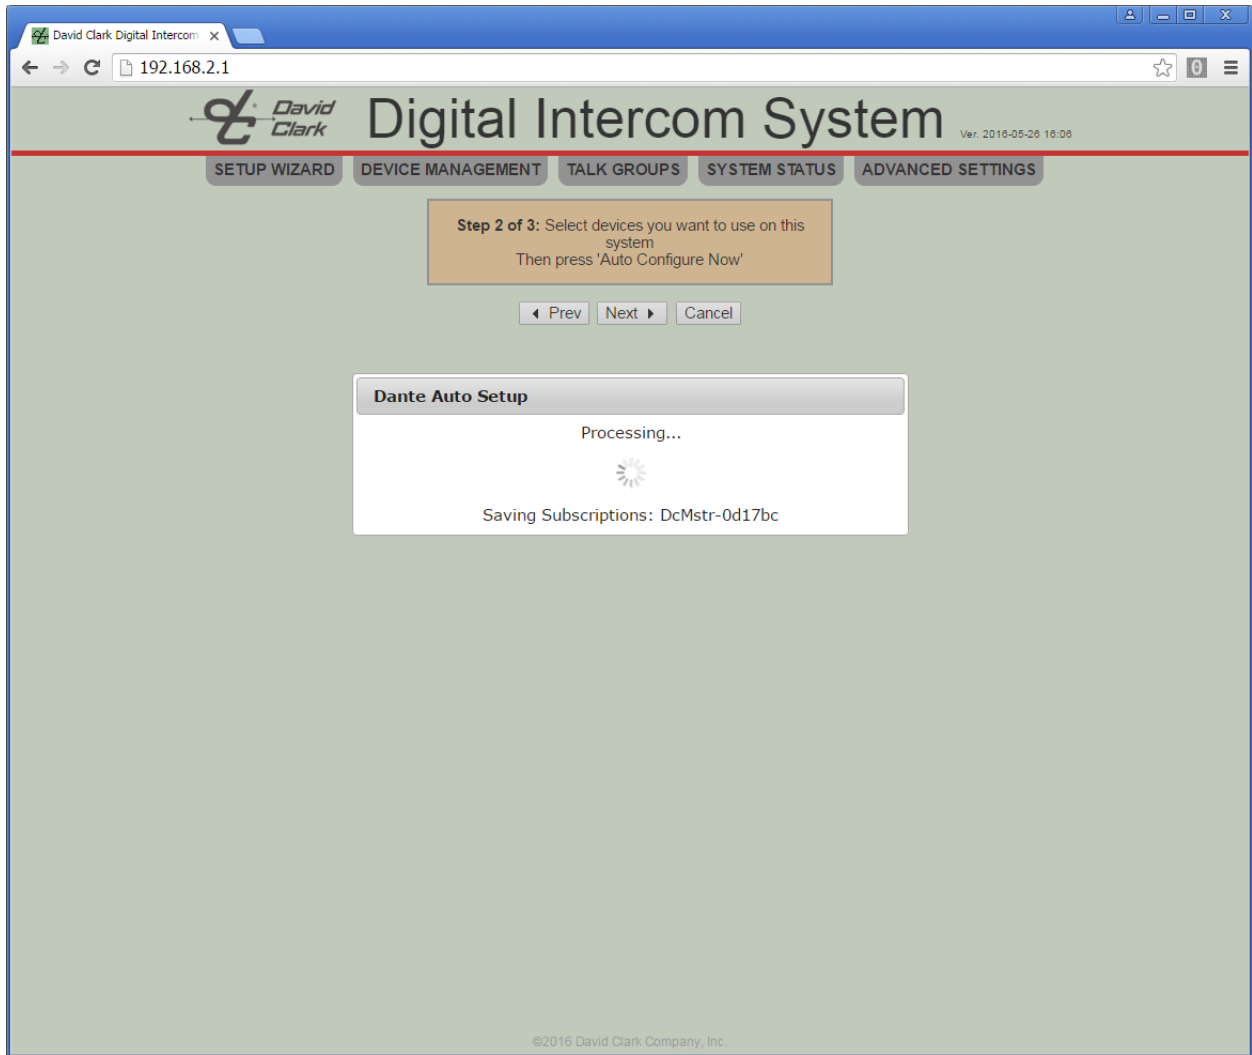 David Clark Digital Intercom
192.168.2.1
David
Clark
Digital Intercom System
Ver. 2016-05-26 16:06
SETUP WIZARD
DEVICE MANAGEMENT
TALK GROUPS
SYSTEM STATUS
ADVANCED SETTINGS
Step 2 of 3: Select devices you want to use on this
system
Then press 'Auto Configure Now'
Prev
Next
Cancel
Dante Auto Setup
Processing...
Saving Subscriptions: DcMstr-0d17bc
©2016 David Clark Company, Inc.